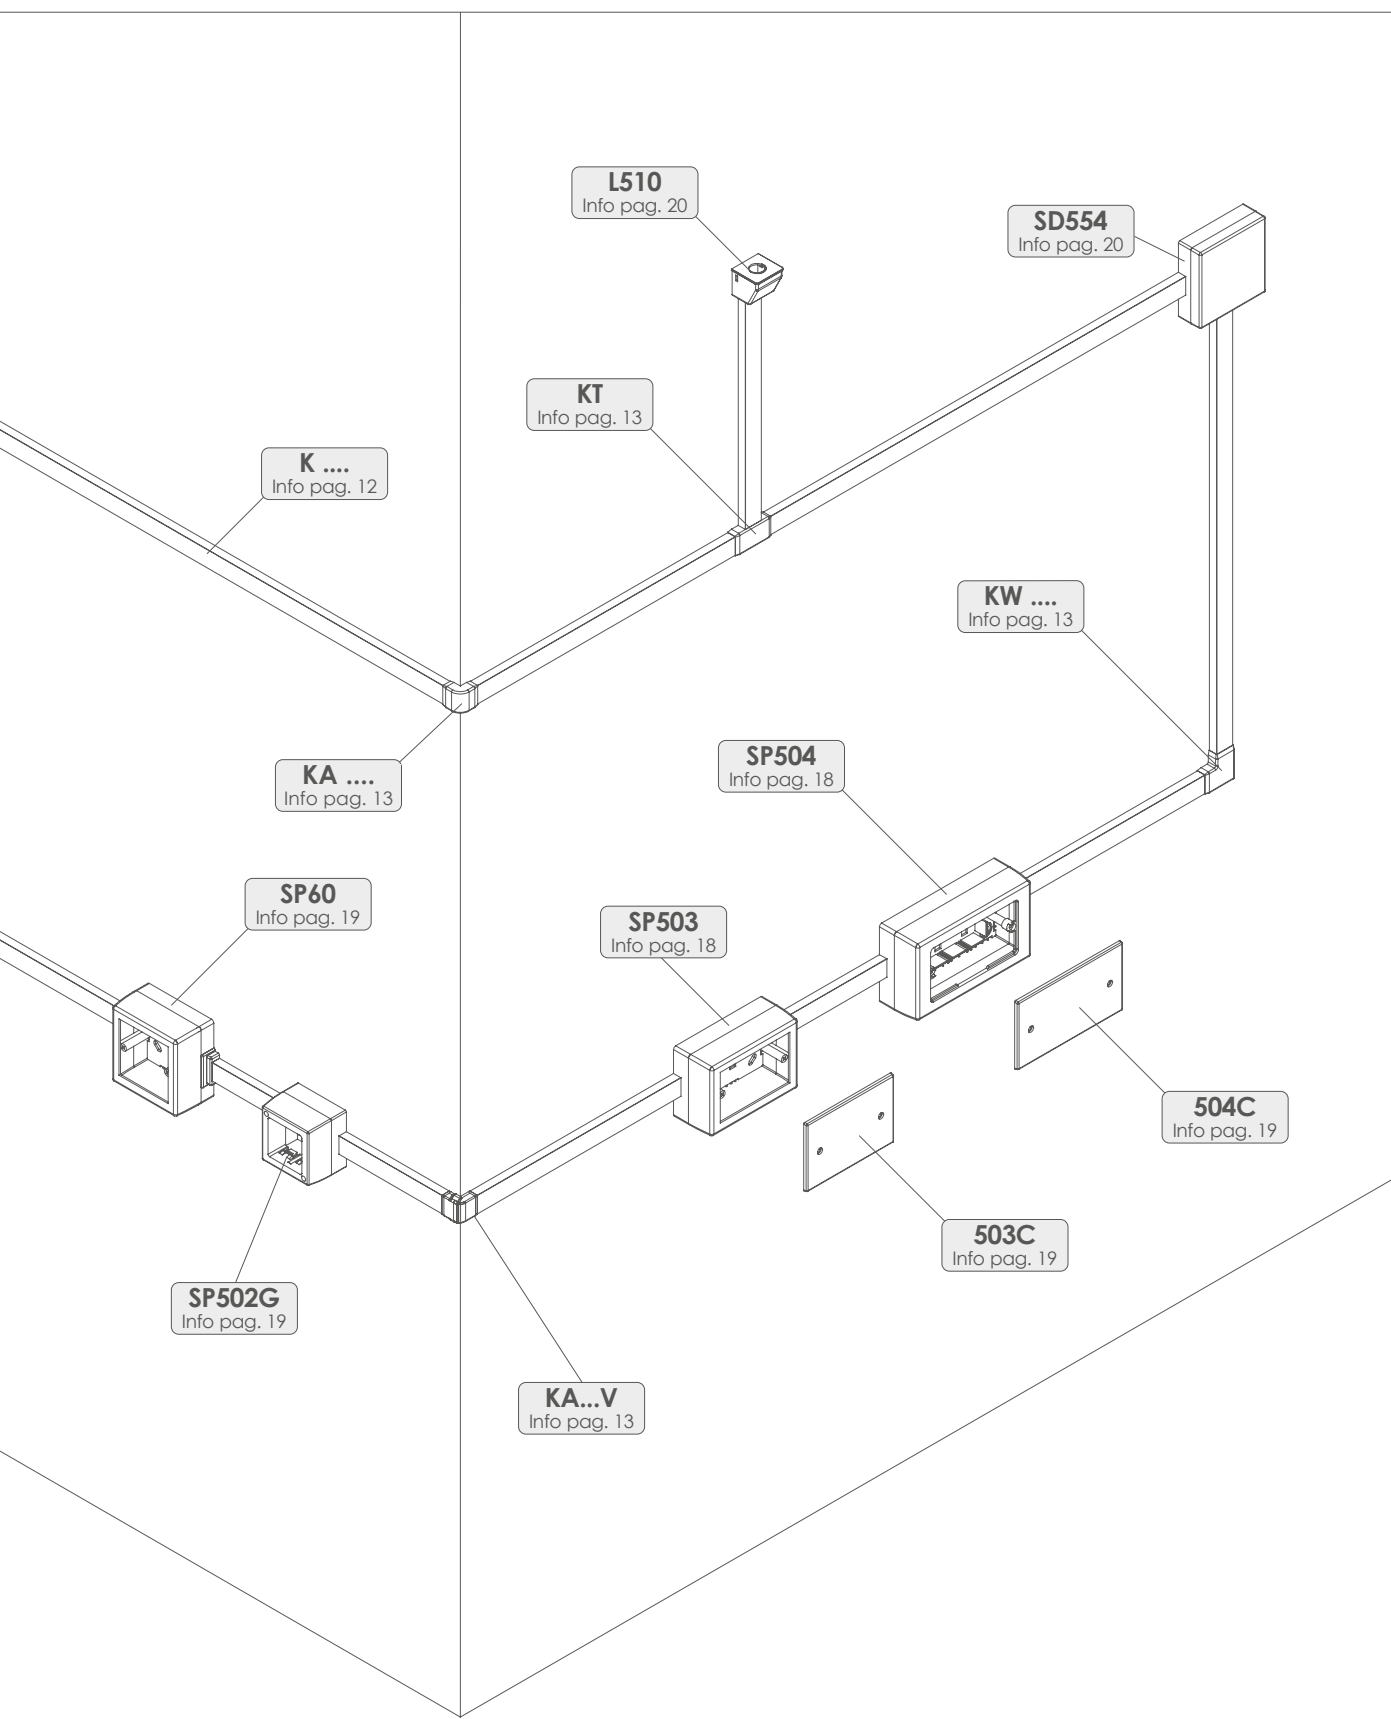 L510
Info pag. 20
SD554
Info pag. 20
KT
Info pag. 13
K ....
Info pag. 12
KW ....
Info pag. 13
KA ....
Info pag. 13
SP504
Info pag. 18
SP60
Info pag. 19
SP503
Info pag. 18
504C
Info pag. 19
503C
Info pag. 19
SP502G
Info pag. 19
KA...V
Info pag. 13